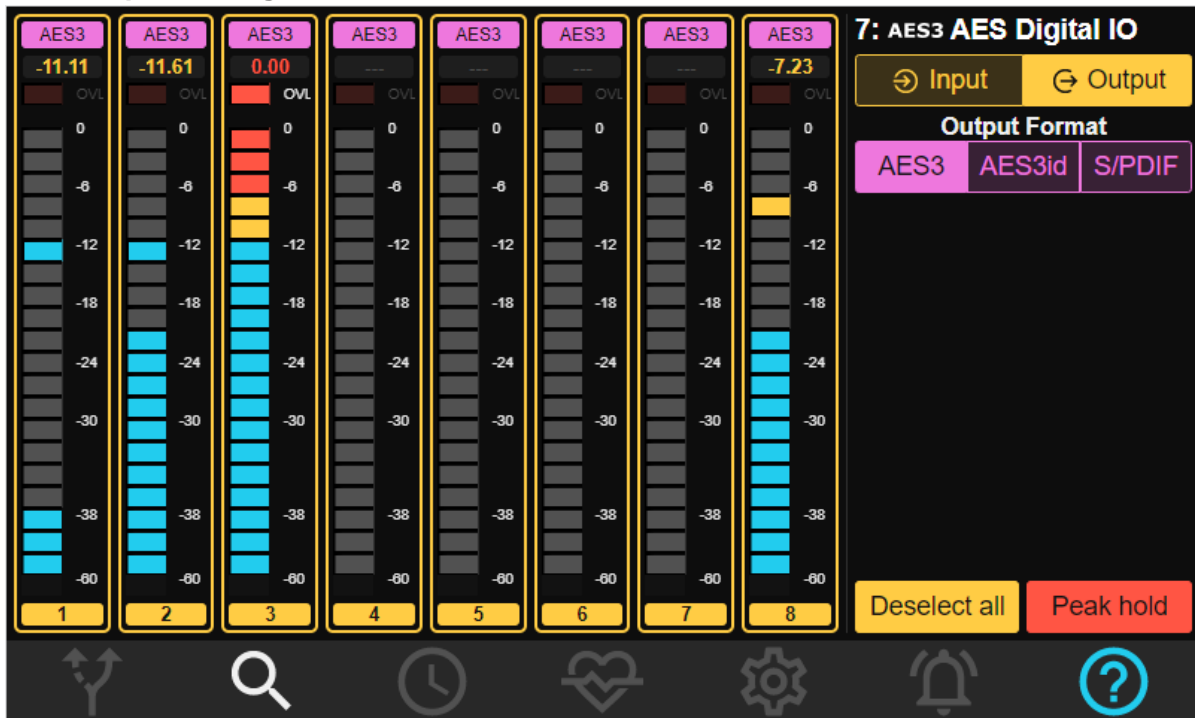 AES3 AES3 AES3 AES3 AES3 AES3 AES3 AES3
-11.11 -11.61 0.00 --- --- --- --- -7.23
OVL OVL OVL OVL OVL OVL OVL OVL
0 0 0 0 0 0 0 0
-6 -6 -6 -6 -6 -6 -6 -6
-12 -12 -12 -12 -12 -12 -12 -12
-18 -18 -18 -18 -18 -18 -18 -18
-24 -24 -24 -24 -24 -24 -24 -24
-30 -30 -30 -30 -30 -30 -30 -30
-38 -38 -38 -38 -38 -38 -38 -38
-60 -60 -60 -60 -60 -60 -60 -60
1 2 3 4 5 6 7 8
7: AES3 AES Digital IO
Input Output
Output Format
AES3 AES3id S/PDIF
Deselect all Peak hold
?